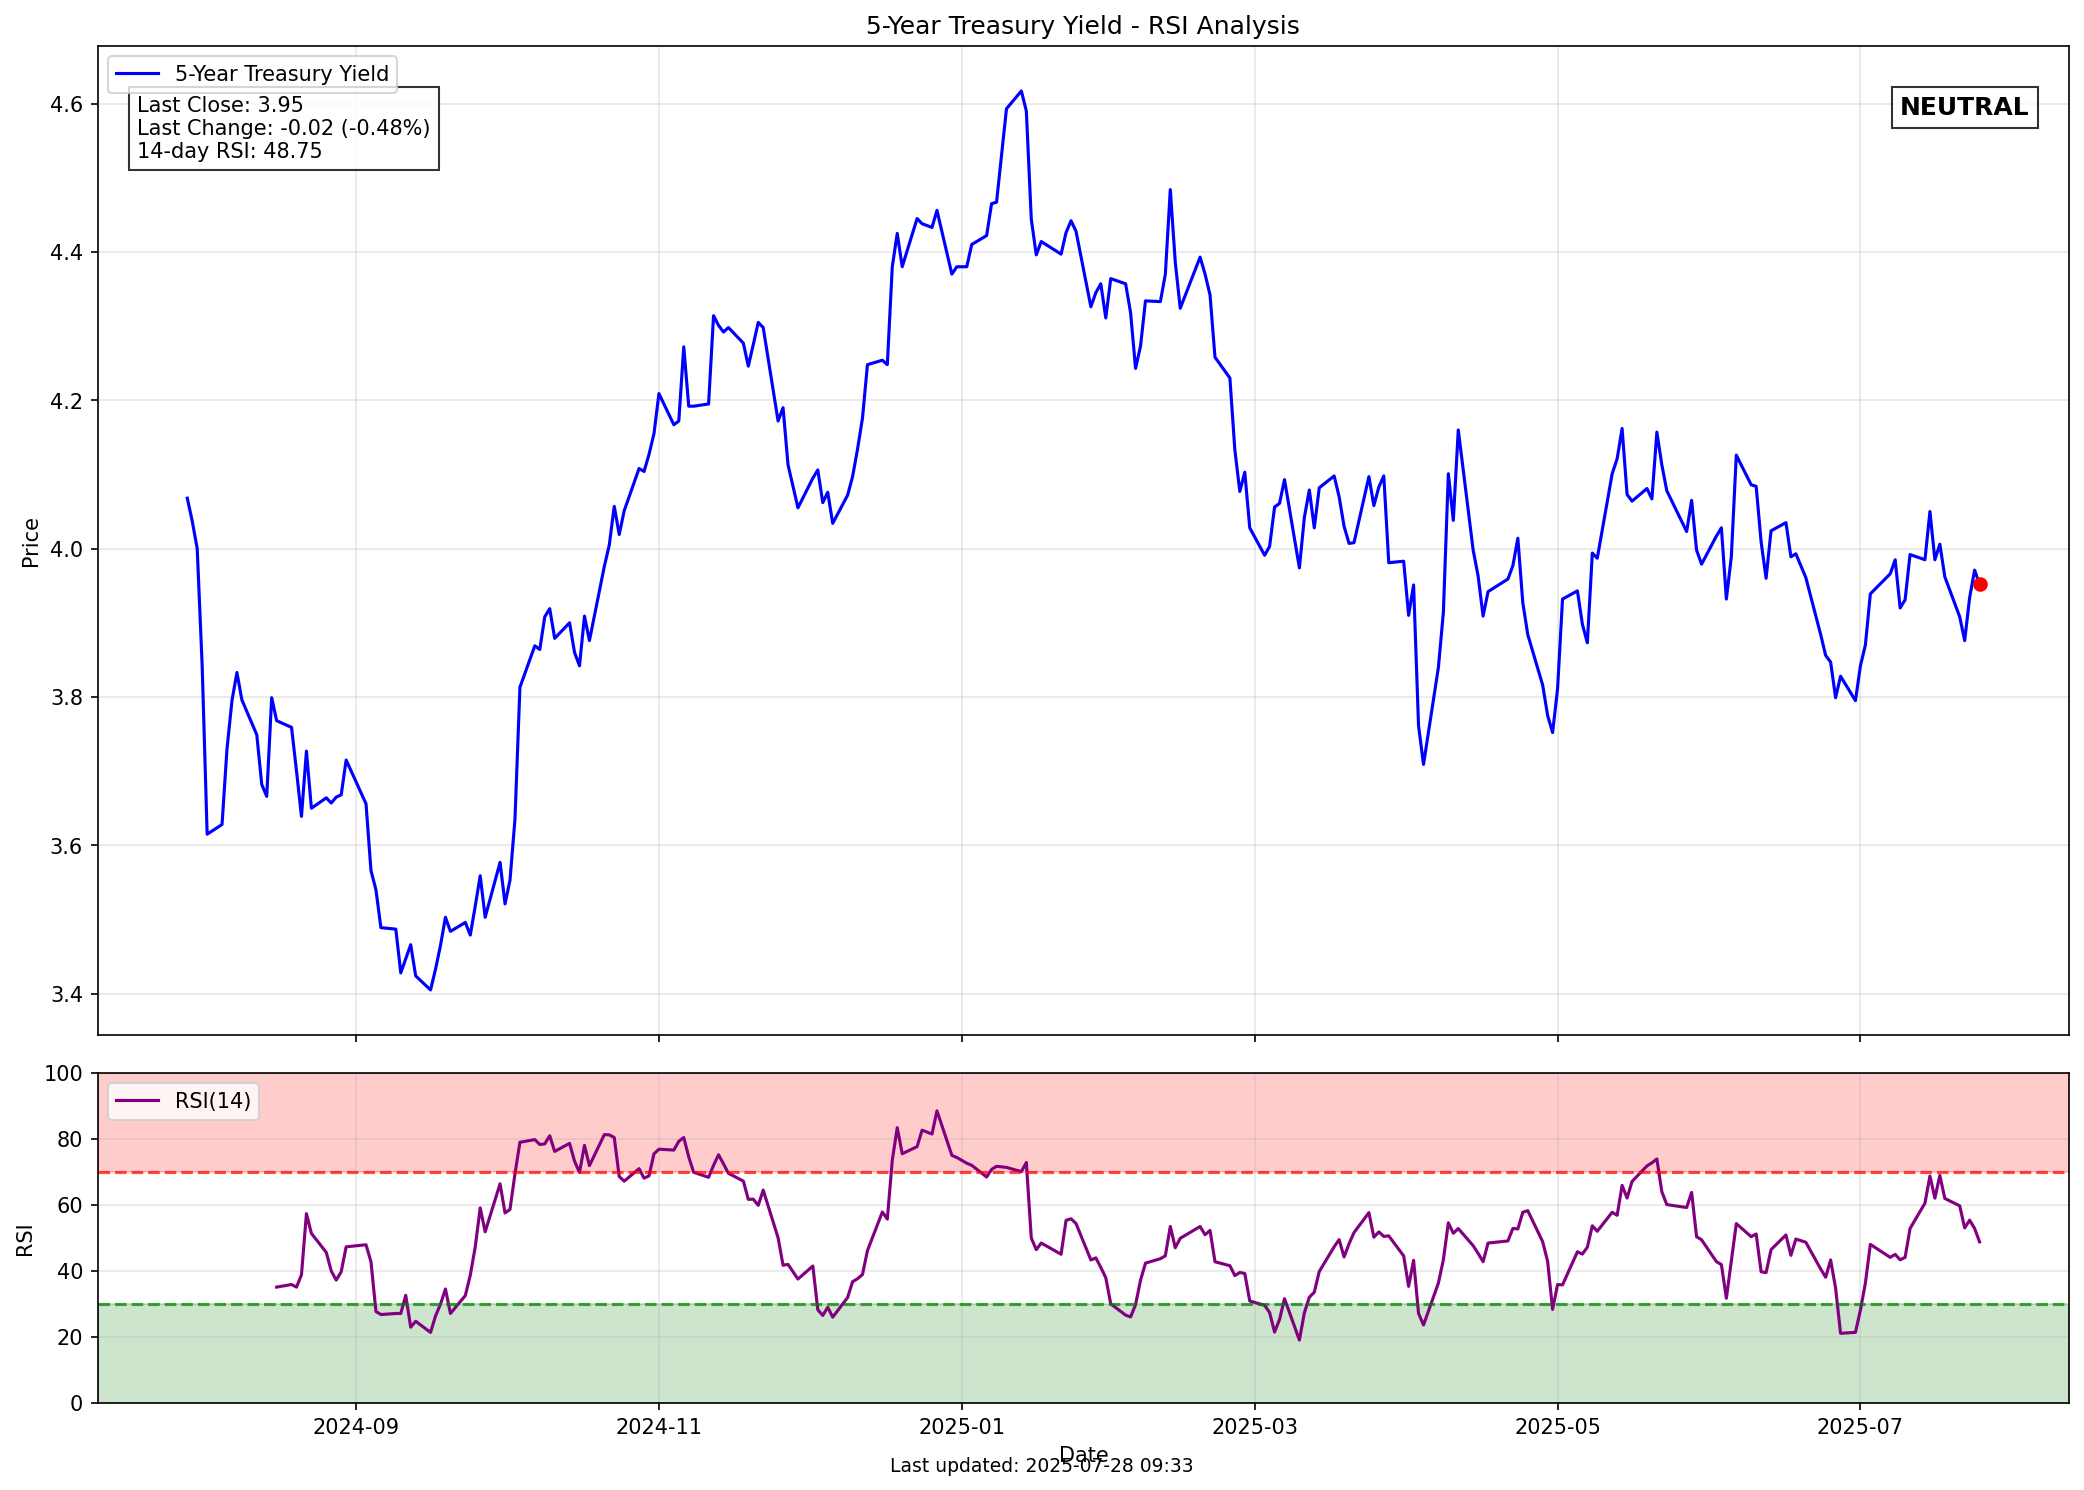 5-Year Treasury Yield - RSI Analysis
5-Year Treasury Yield
Last Close: 3.95
Last Change: -0.02 (-0.48%)
14-day RSI: 48.75
NEUTRAL
Price
4.6
4.4
4.2
4.0
3.8
3.6
3.4
RSI(14)
RSI
100
80
60
40
20
0
2024-09
2024-11
2025-01
2025-03
2025-05
2025-07
Date
Last updated: 2025-07-28 09:33